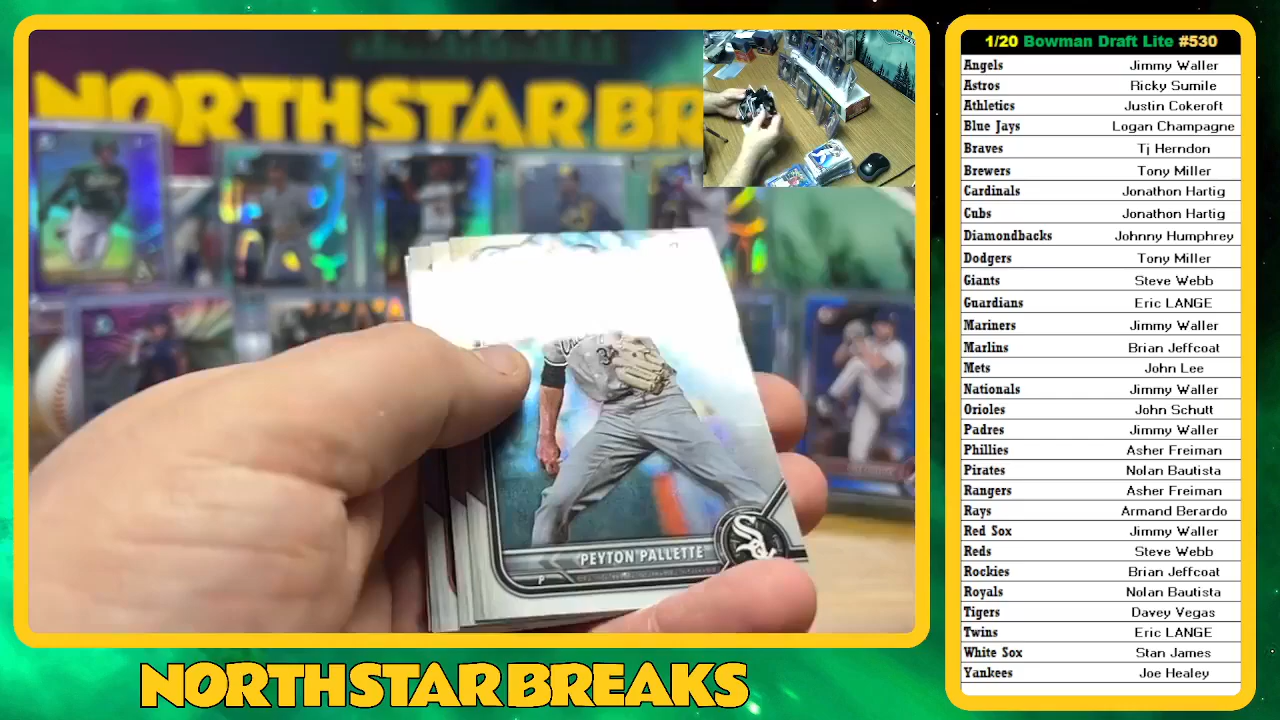 NORTHSTAR BREAKS
PEYTON PALLETTE
P
NORTHSTAR BREAKS
1/20 Bowman Draft Lite #530
Angels Jimmy Waller
Astros Ricky Sumile
Athletics Justin Cokeroft
Blue Jays Logan Champagne
Braves Tj Herndon
Brewers Tony Miller
Cardinals Jonathon Hartig
Cubs Jonathon Hartig
Diamondbacks Johnny Humphrey
Dodgers Tony Miller
Giants Steve Webb
Guardians Eric LANGE
Mariners Jimmy Waller
Marlins Brian Jeffcoat
Mets John Lee
Nationals Jimmy Waller
Orioles John Schutt
Padres Jimmy Waller
Phillies Asher Freiman
Pirates Nolan Bautista
Rangers Asher Freiman
Rays Armand Berardo
Red Sox Jimmy Waller
Reds Steve Webb
Rockies Brian Jeffcoat
Royals Nolan Bautista
Tigers Davey Vegas
Twins Eric LANGE
White Sox Stan James
Yankees Joe Healey